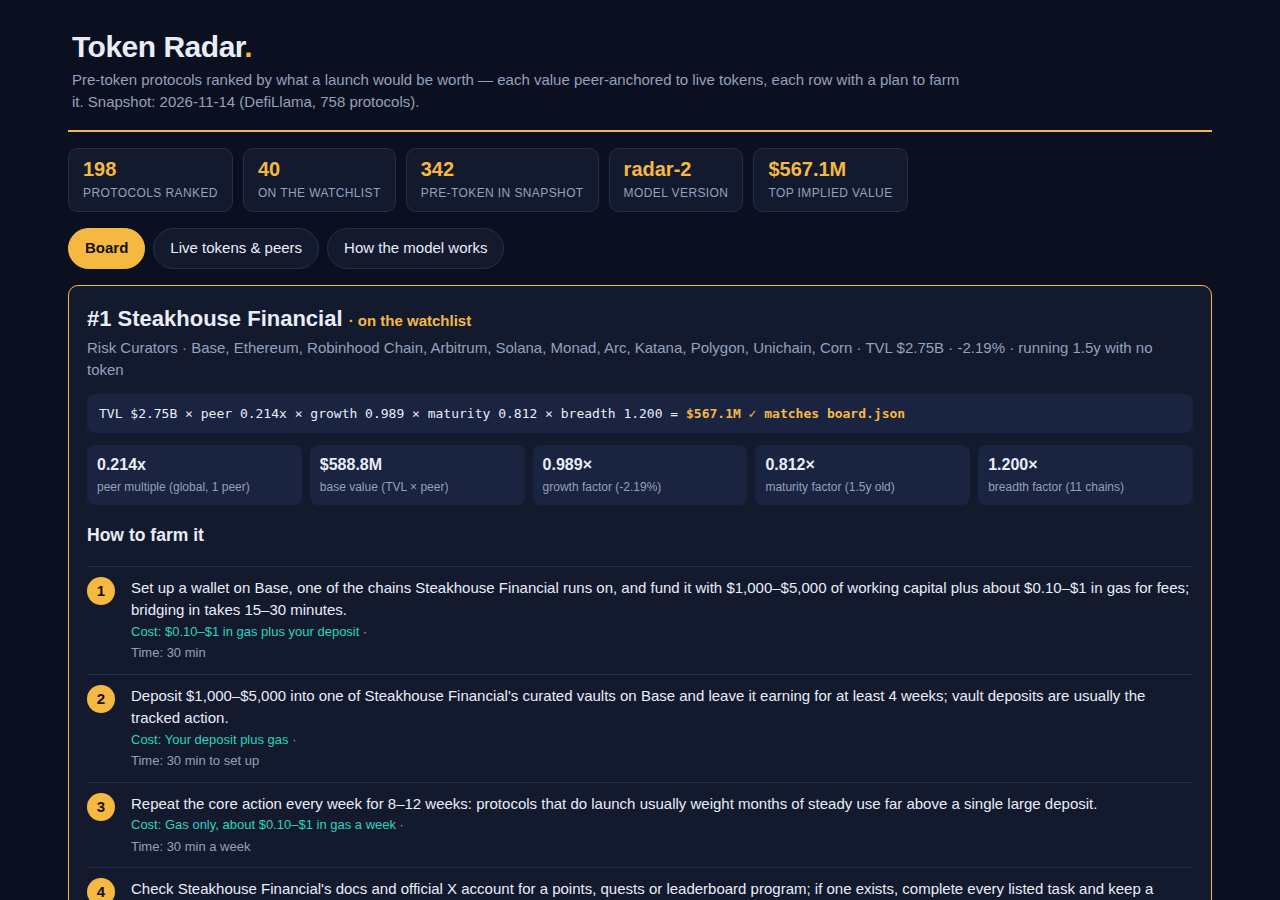 Token Radar.
Pre-token protocols ranked by what a launch would be worth — each value peer-anchored to live tokens, each row with a plan to farm
it. Snapshot: 2026-11-14 (DefiLlama, 758 protocols).
198
PROTOCOLS RANKED
40
ON THE WATCHLIST
342
PRE-TOKEN IN SNAPSHOT
radar-2
MODEL VERSION
$567.1M
TOP IMPLIED VALUE
Board
Live tokens & peers
How the model works
#1 Steakhouse Financial · on the watchlist
Risk Curators · Base, Ethereum, Robinhood Chain, Arbitrum, Solana, Monad, Arc, Katana, Polygon, Unichain, Corn · TVL $2.75B · -2.19% · running 1.5y with no
token
TVL $2.75B × peer 0.214x × growth 0.989 × maturity 0.812 × breadth 1.200 = $567.1M ✓ matches board.json
0.214x
peer multiple (global, 1 peer)
$588.8M
base value (TVL × peer)
0.989×
growth factor (-2.19%)
0.812×
maturity factor (1.5y old)
1.200×
breadth factor (11 chains)
How to farm it
1
Set up a wallet on Base, one of the chains Steakhouse Financial runs on, and fund it with $1,000–$5,000 of working capital plus about $0.10–$1 in gas for fees;
bridging in takes 15–30 minutes.
Cost: $0.10–$1 in gas plus your deposit ·
Time: 30 min
2
Deposit $1,000–$5,000 into one of Steakhouse Financial's curated vaults on Base and leave it earning for at least 4 weeks; vault deposits are usually the
tracked action.
Cost: Your deposit plus gas ·
Time: 30 min to set up
3
Repeat the core action every week for 8–12 weeks: protocols that do launch usually weight months of steady use far above a single large deposit.
Cost: Gas only, about $0.10–$1 in gas a week ·
Time: 30 min a week
4
Check Steakhouse Financial's docs and official X account for a points, quests or leaderboard program; if one exists, complete every listed task and keep a